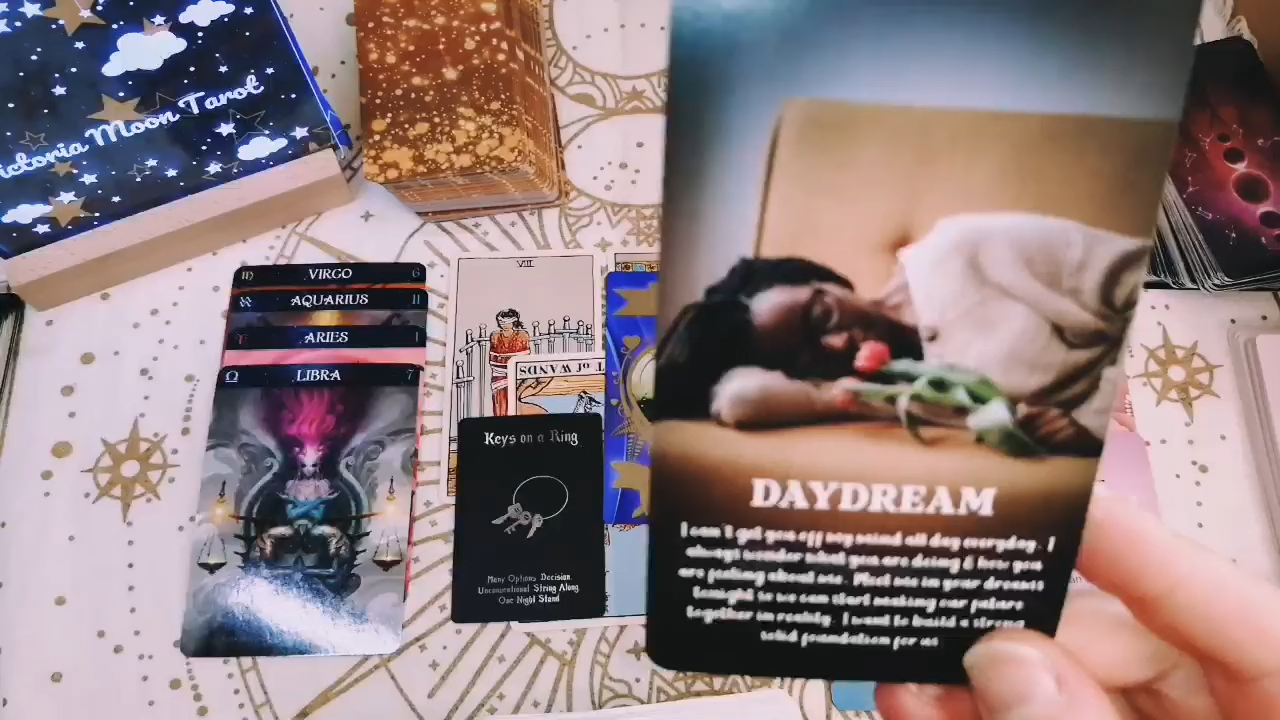 ictoria Moon Tarot
VIRGO 6
AQUARIUS 11
ARIES 1
LIBRA 7
VIII
T of WANDS
Keys on a Ring
Many Options Decision
Unconventional String Along
One Night Stand
DAYDREAM
I can't get you off my mind all day everyday. I
always wonder what you are doing & how you
are feeling about me. Meet me in your dreams
tonight so we can start making our future
together in reality. I want to build a strong
solid foundation for us